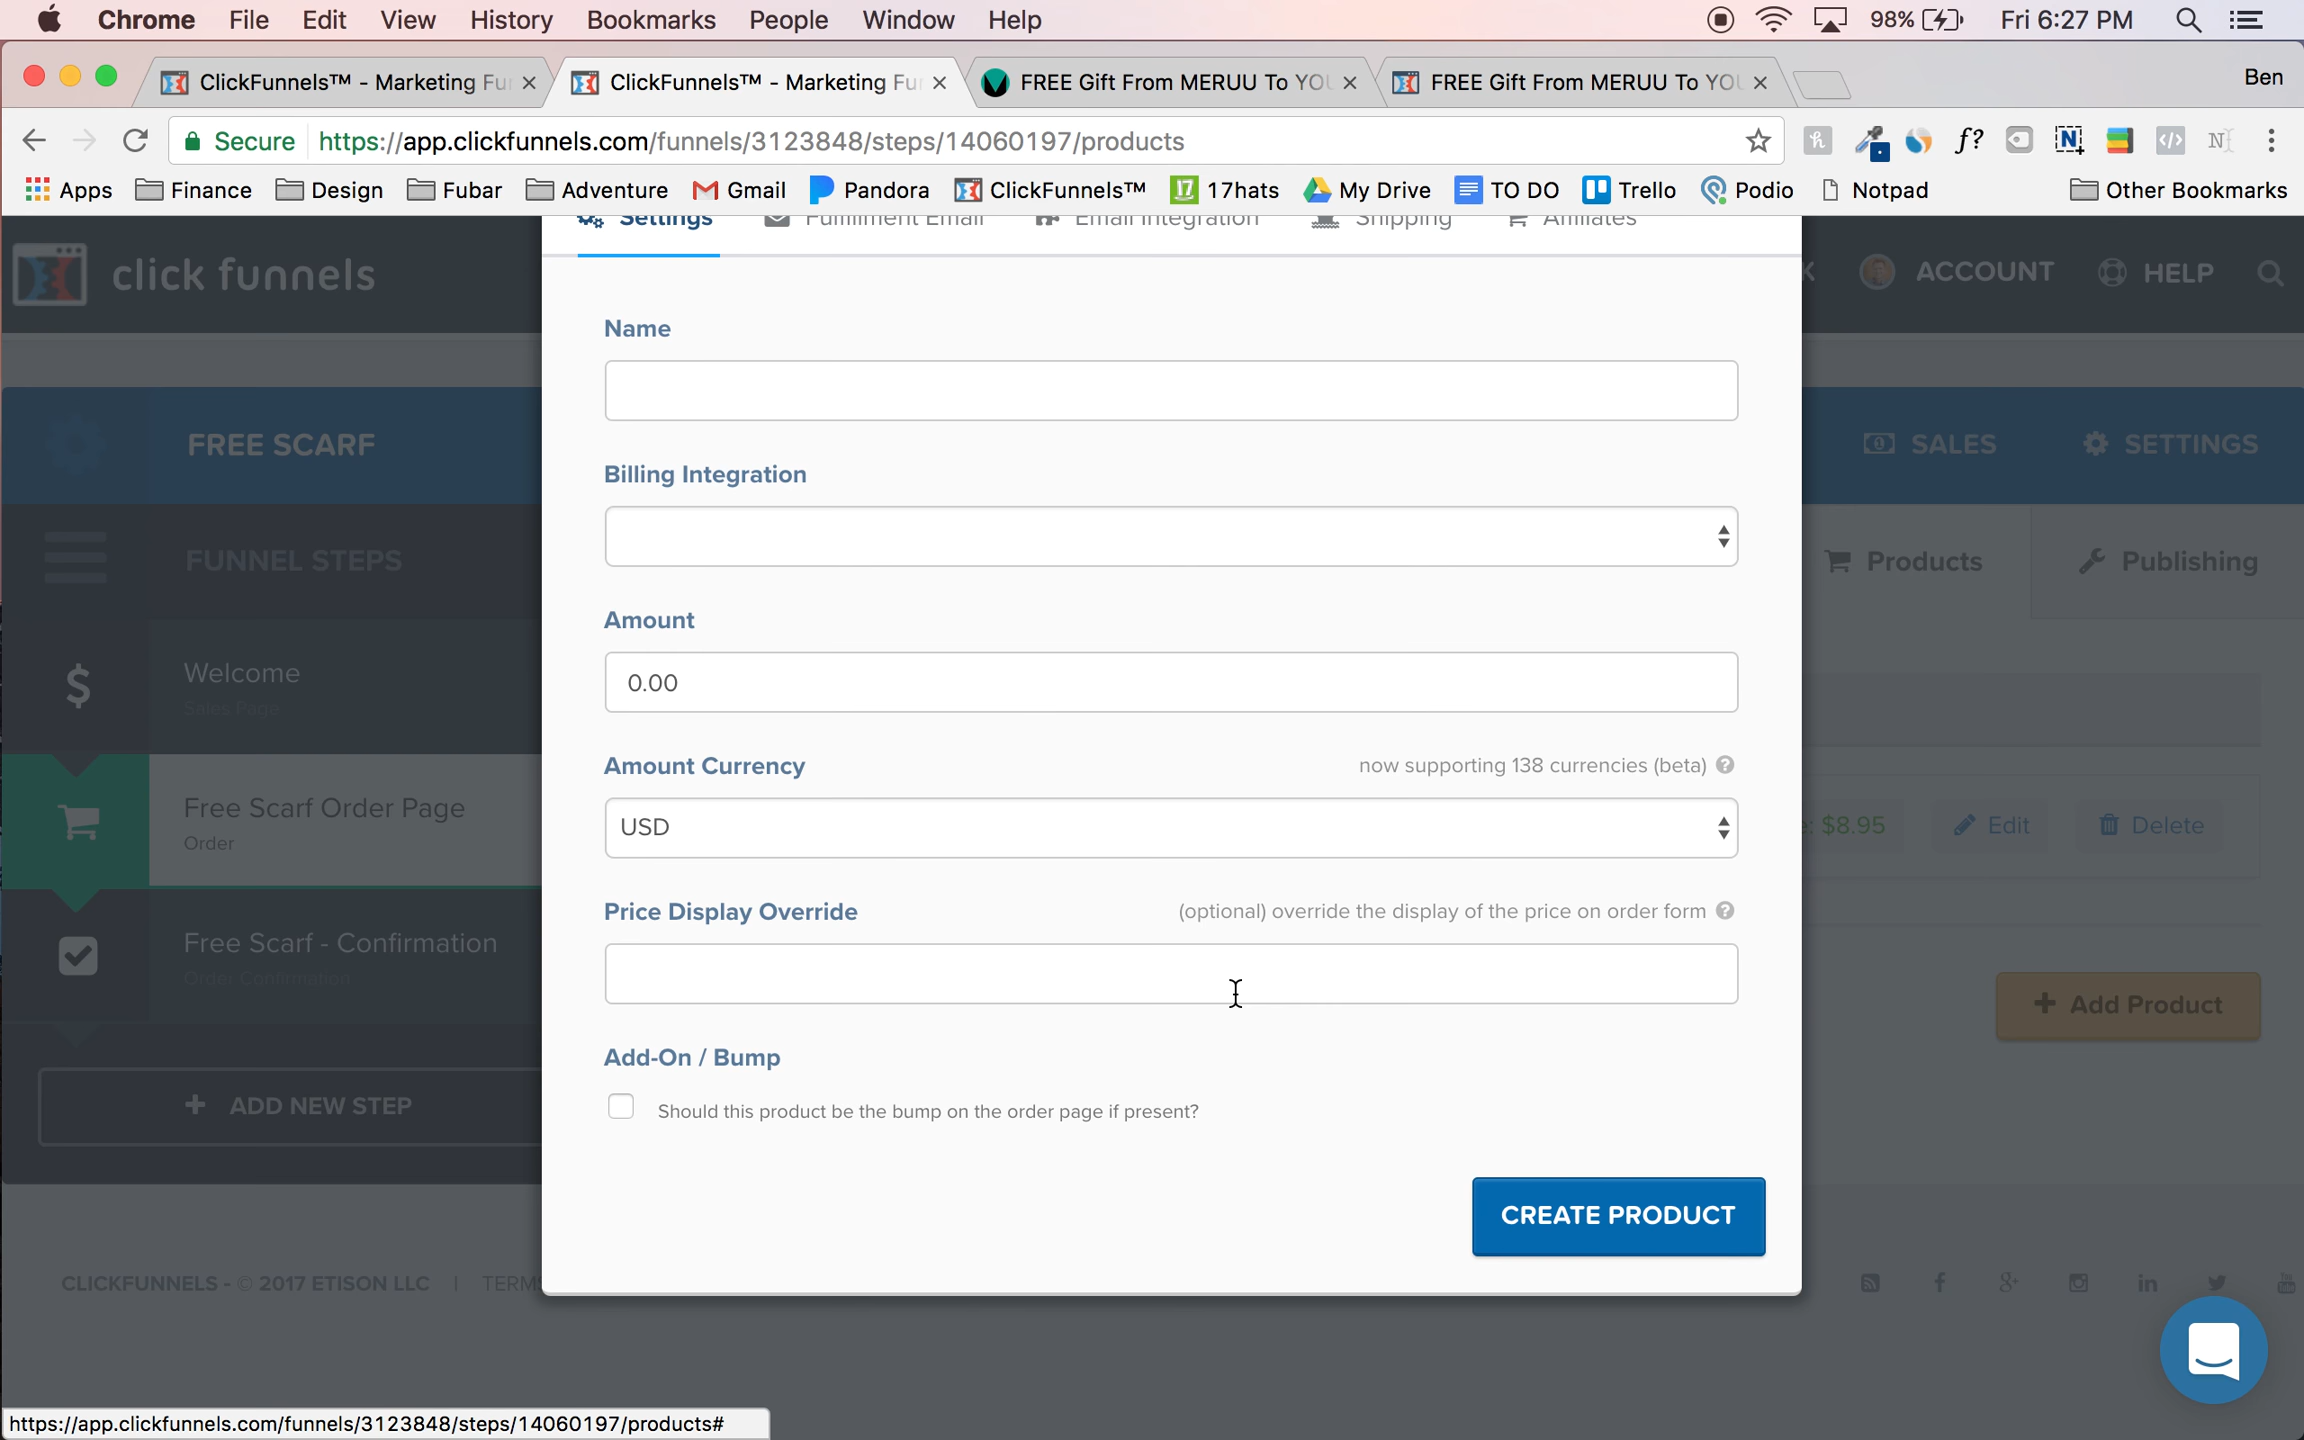 Chrome File Edit View History Bookmarks People Window Help 98% Fri 6:27 PM
ClickFunnels™ - Marketing Fu ClickFunnels™ - Marketing Fu FREE Gift From MERUU To YOU FREE Gift From MERUU To YOU Ben
Secure https://app.clickfunnels.com/funnels/3123848/steps/14060197/products
Apps Finance Design Fubar Adventure Gmail Pandora ClickFunnels™ 17hats My Drive TO DO Trello Podio Notpad Other Bookmarks
Settings Fulfillment Email Email Integration Shipping Affiliates
click funnels ACCOUNT HELP
Name
FREE SCARF SALES SETTINGS
Billing Integration
FUNNEL STEPS Products Publishing
Amount
0.00
Welcome
Sales Page
Amount Currency now supporting 138 currencies (beta)
USD
Free Scarf Order Page
Order
$8.95 Edit Delete
Price Display Override (optional) override the display of the price on order form
Free Scarf - Confirmation
Order Confirmation
+ Add Product
Add-On / Bump
Should this product be the bump on the order page if present?
+ ADD NEW STEP
CREATE PRODUCT
CLICKFUNNELS - © 2017 ETISON LLC | TERMS
https://app.clickfunnels.com/funnels/3123848/steps/14060197/products#